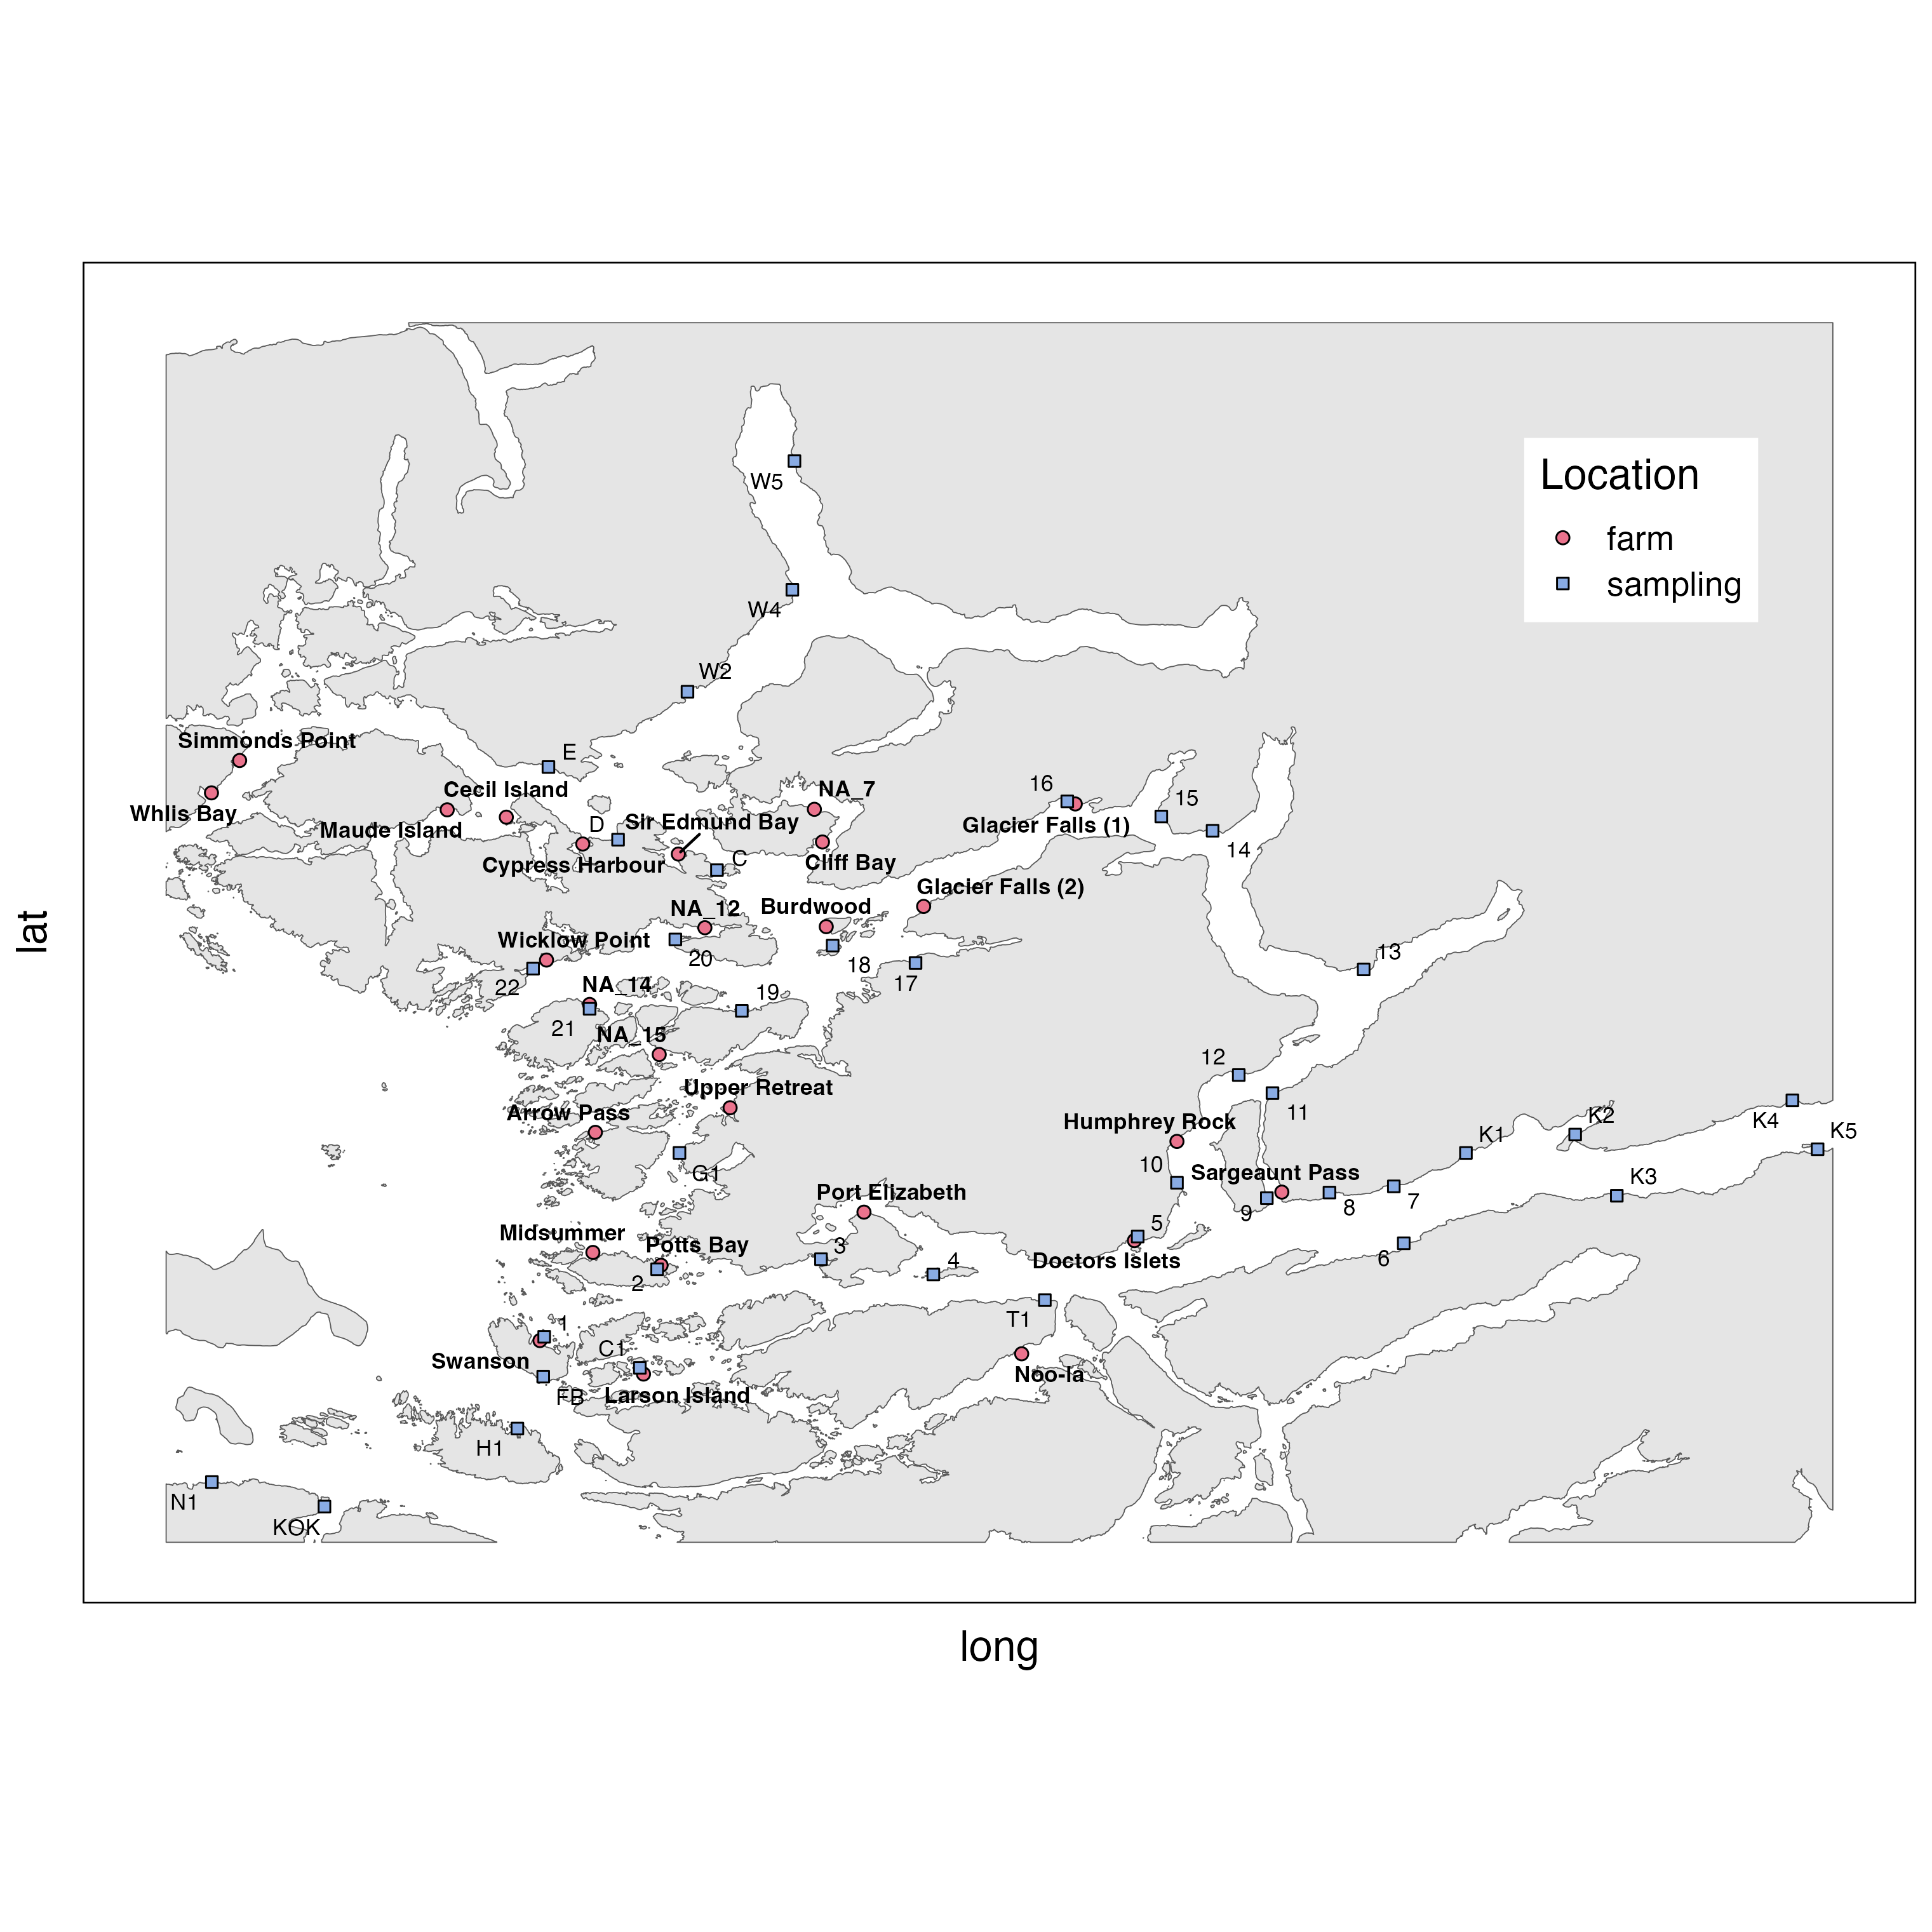 W5
Location
farm
sampling
W4
W2
Simmonds Point
E
Cecil Island
NA_7
16
15
Whlis Bay
Maude Island
D
Sir Edmund Bay
Glacier Falls (1)
14
Cypress Harbour
C
Cliff Bay
Glacier Falls (2)
NA_12
Burdwood
Wicklow Point
20
18
17
13
22
NA_14
19
21
NA_15
12
Upper Retreat
Arrow Pass
11
Humphrey Rock
K2
K4
K5
K1
10
Sargeaunt Pass
G1
K3
Port Elizabeth
9
8
7
Midsummer
Potts Bay
3
5
4
Doctors Islets
6
2
1
T1
C1
Swanson
Noo-la
FB
Larson Island
H1
N1
KOK
lat
long